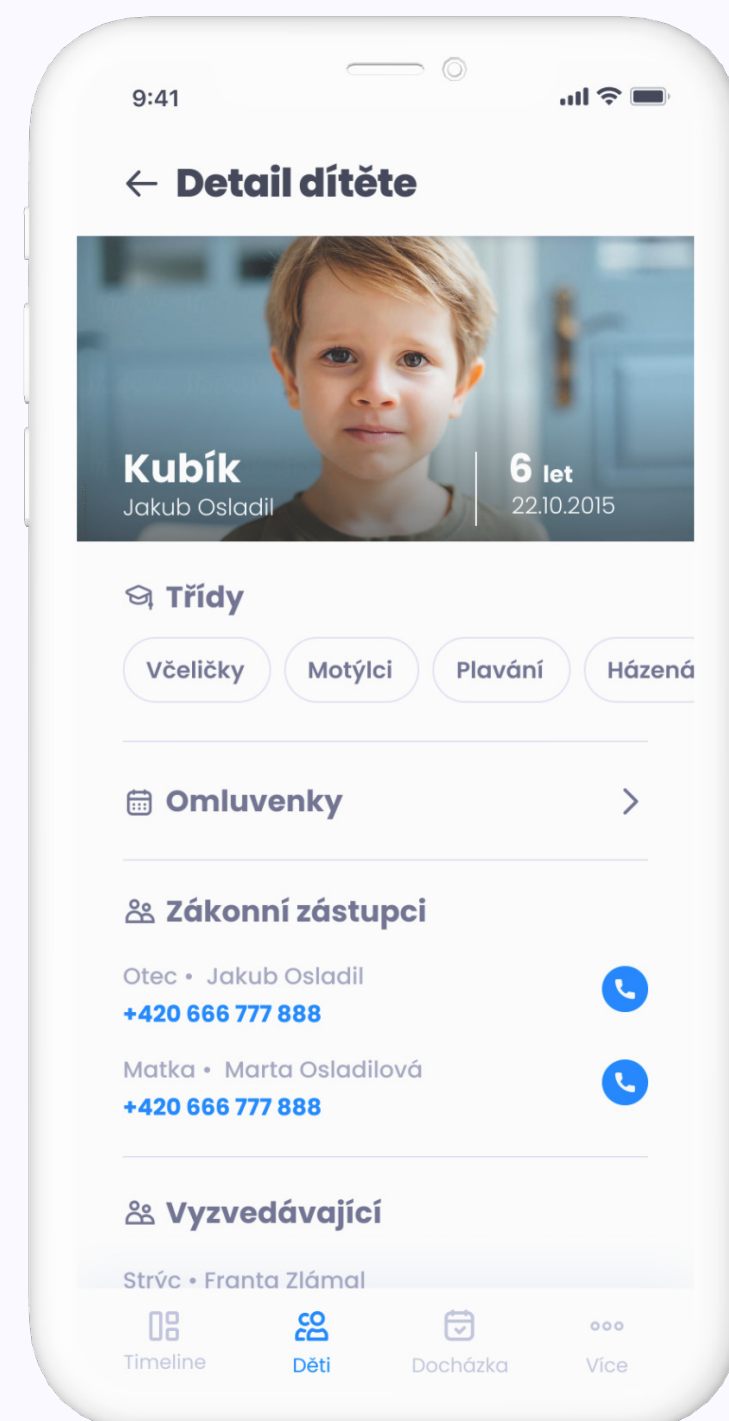 9:41
Detail dítěte
Kubík
Jakub Osladil
6 let
22.10.2015
Třídy
Včeličky Motýlci Plavání Házená
Omluvenky
Zákonní zástupci
Otec • Jakub Osladil
+420 666 777 888
Matka • Marta Osladilová
+420 666 777 888
Vyzvedávající
Strýc • Franta Zlámal
Timeline Děti Docházka Více